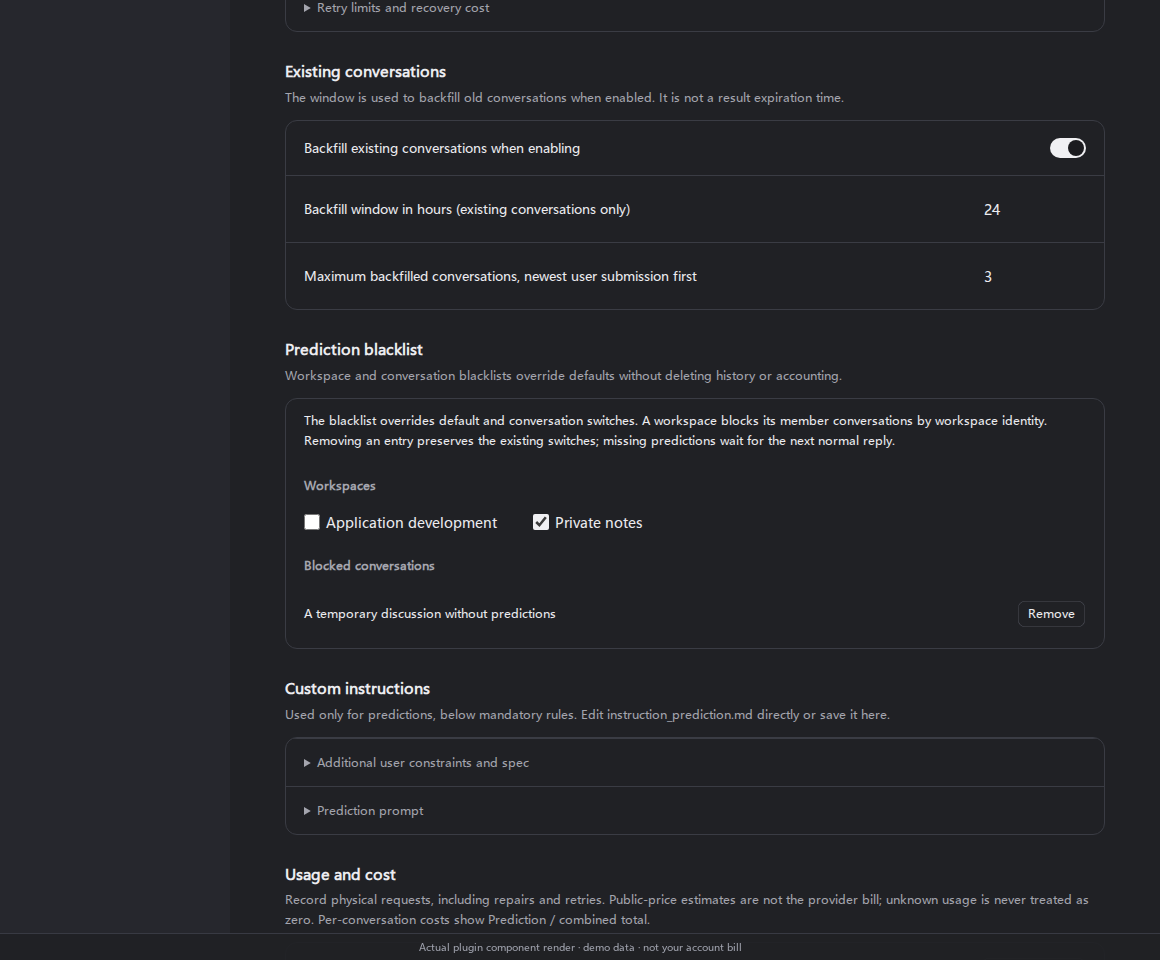 Retry limits and recovery cost
Existing conversations
The window is used to backfill old conversations when enabled. It is not a result expiration time.
Backfill existing conversations when enabling
Backfill window in hours (existing conversations only)
24
Maximum backfilled conversations, newest user submission first
3
Prediction blacklist
Workspace and conversation blacklists override defaults without deleting history or accounting.
The blacklist overrides default and conversation switches. A workspace blocks its member conversations by workspace identity.
Removing an entry preserves the existing switches; missing predictions wait for the next normal reply.
Workspaces
Application development
Private notes
Blocked conversations
A temporary discussion without predictions
Remove
Custom instructions
Used only for predictions, below mandatory rules. Edit instruction_prediction.md directly or save it here.
Additional user constraints and spec
Prediction prompt
Usage and cost
Record physical requests, including repairs and retries. Public-price estimates are not the provider bill; unknown usage is never treated as
zero. Per-conversation costs show Prediction / combined total.
Actual plugin component render · demo data · not your account bill